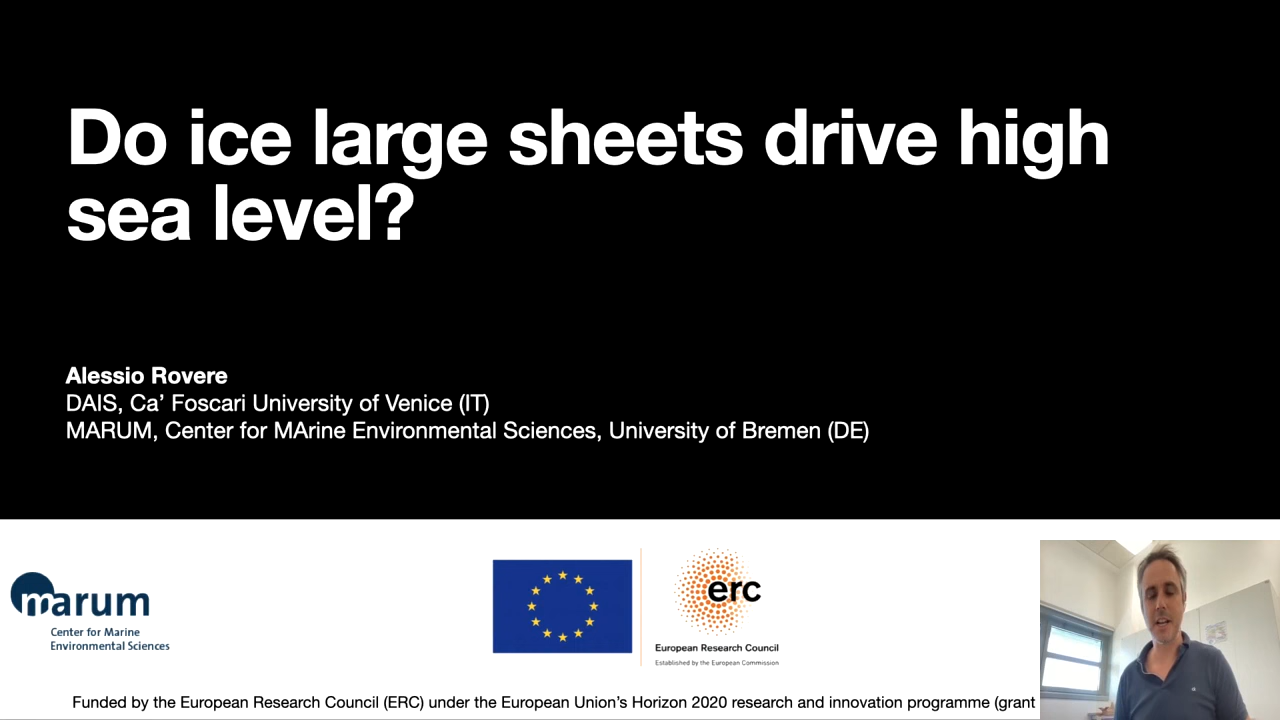 Do ice large sheets drive high
sea level?
Alessio Rovere
DAIS, Ca’ Foscari University of Venice (IT)
MARUM, Center for MArine Environmental Sciences, University of Bremen (DE)
marum
Center for Marine
Environmental Sciences
erc
European Research Council
Established by the European Commission
Funded by the European Research Council (ERC) under the European Union’s Horizon 2020 research and innovation programme (grant